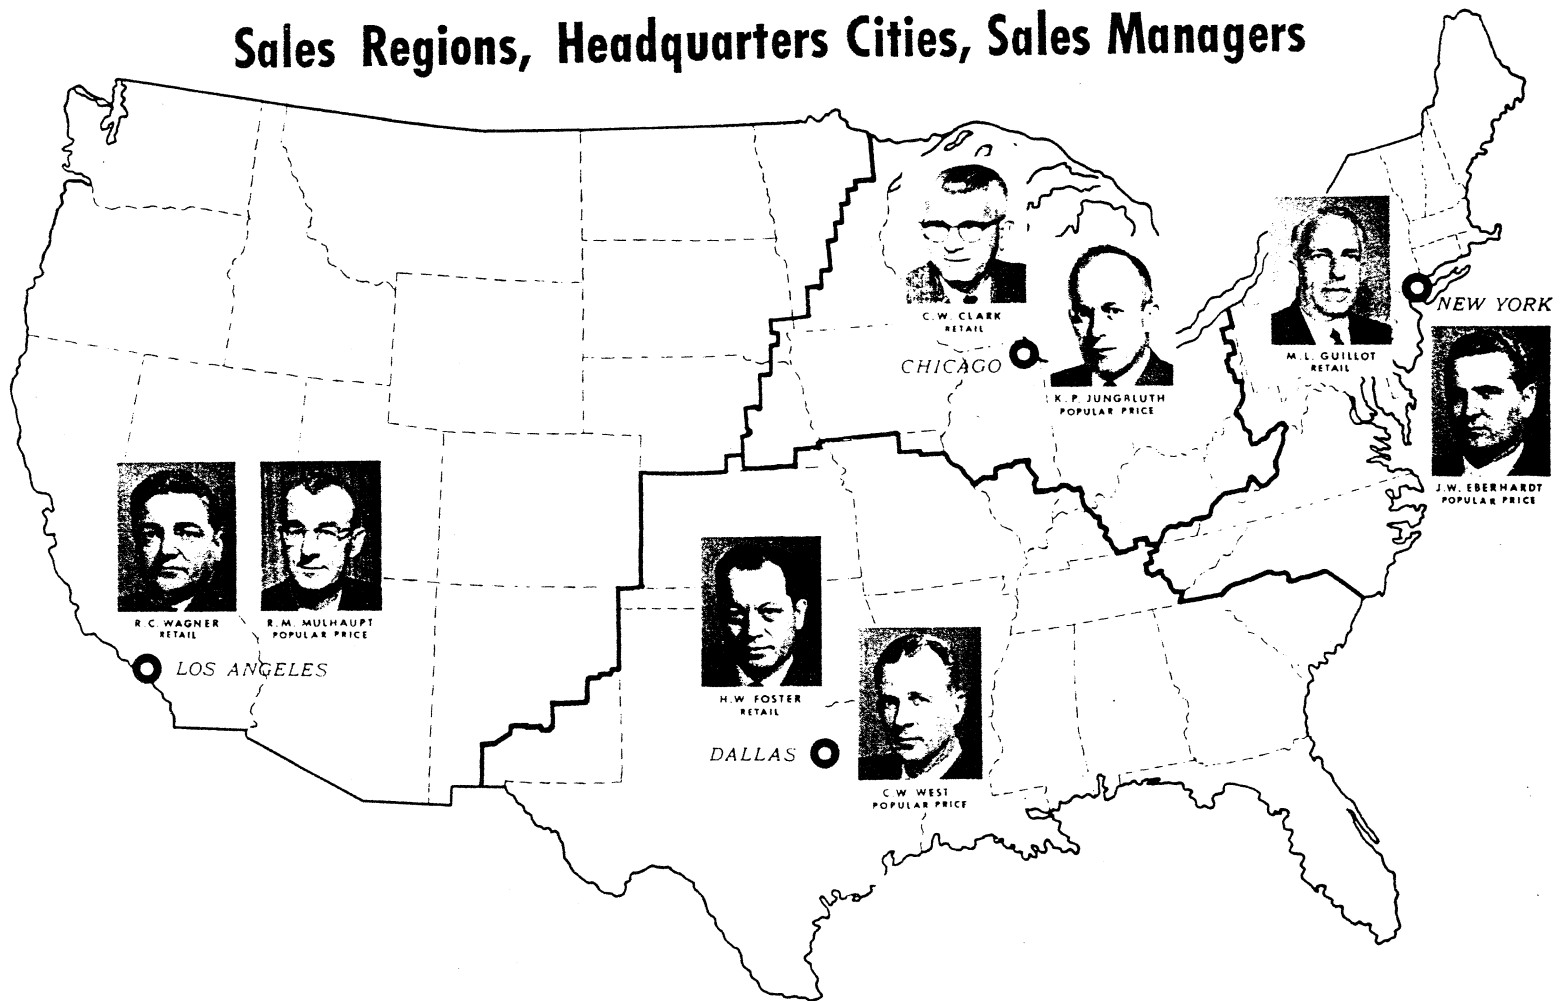 Sales Regions, Headquarters Cities, Sales Managers
C.W. CLARK
RETAIL
CHICAGO
K.P. JUNGBLUTH
POPULAR PRICE
M.L. GUILLOT
RETAIL
NEW YORK
J.W. EBERHARDT
POPULAR PRICE
R.C. WAGNER
RETAIL
R.M. MULHAUPT
POPULAR PRICE
LOS ANGELES
H.W. FOSTER
RETAIL
DALLAS
C.W. WEST
POPULAR PRICE